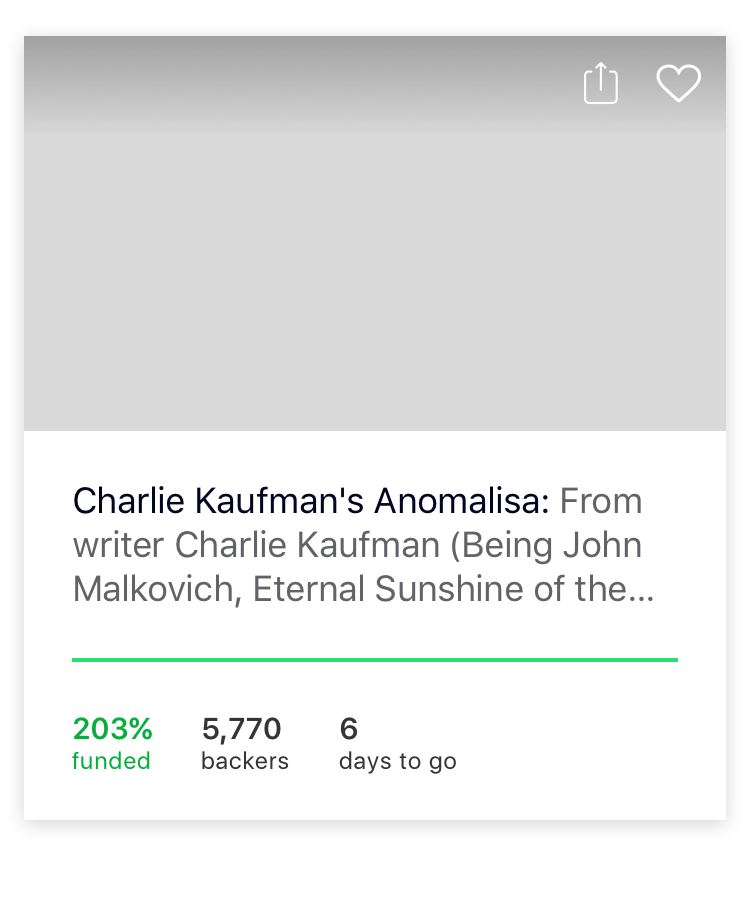 Charlie Kaufman's Anomalisa: From
writer Charlie Kaufman (Being John
Malkovich, Eternal Sunshine of the...
203% 5,770 6
funded backers days to go